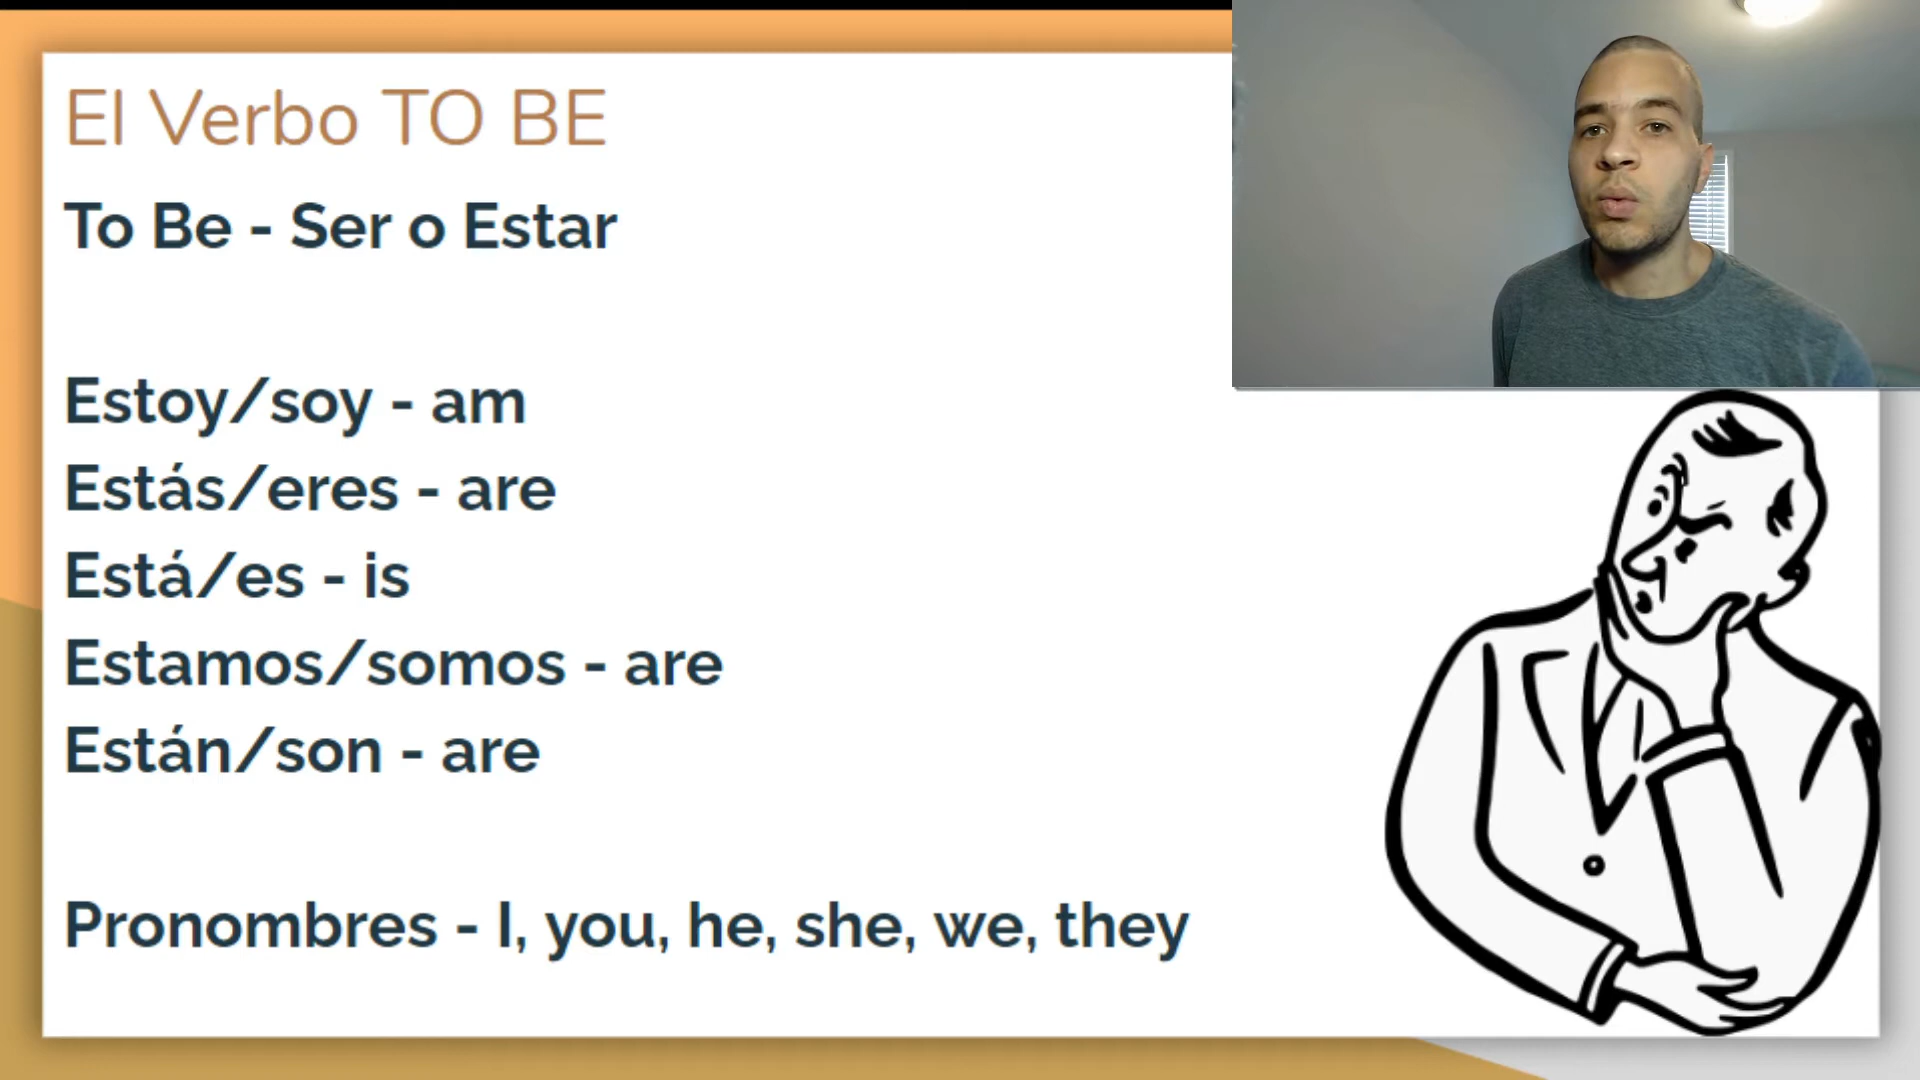 El Verbo TO BE
To Be - Ser o Estar
Estoy/soy - am
Estás/eres - are
Está/es - is
Estamos/somos - are
Están/son - are
Pronombres - I, you, he, she, we, they